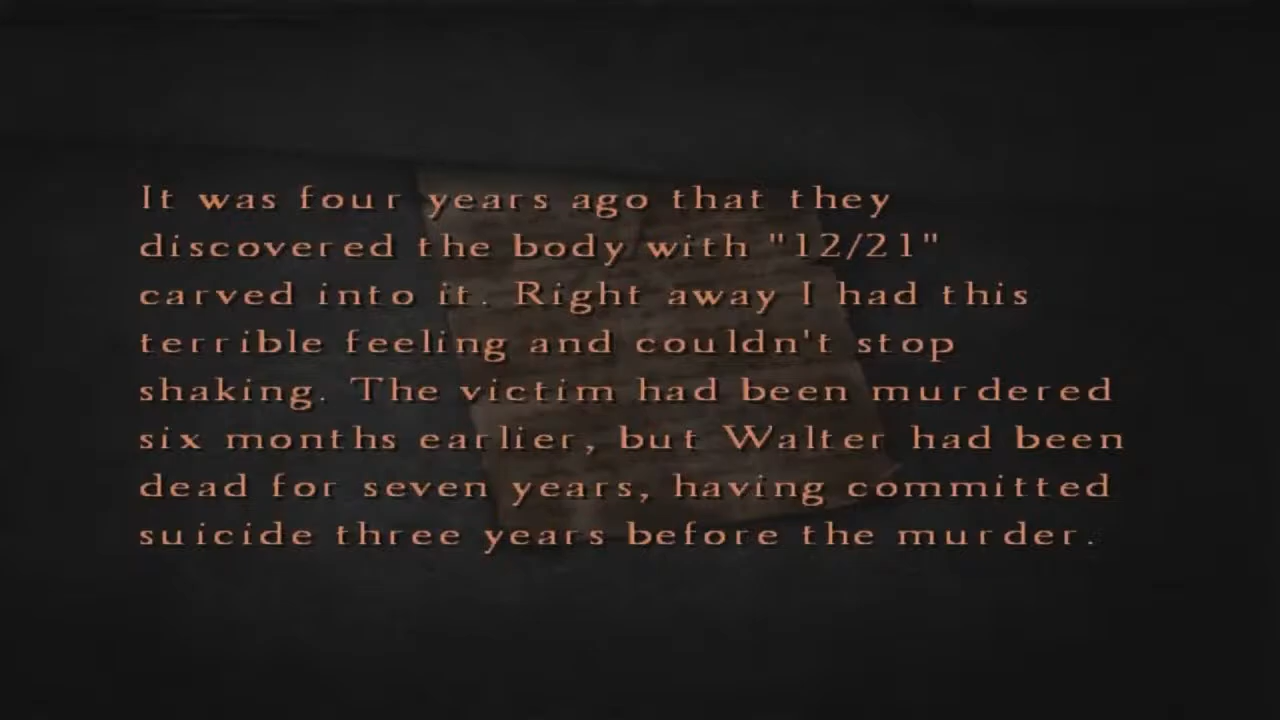 It was four years ago that they
discovered the body with "12/21"
carved into it. Right away I had this
terrible feeling and couldn't stop
shaking. The victim had been murdered
six months earlier, but Walter had been
dead for seven years, having committed
suicide three years before the murder.